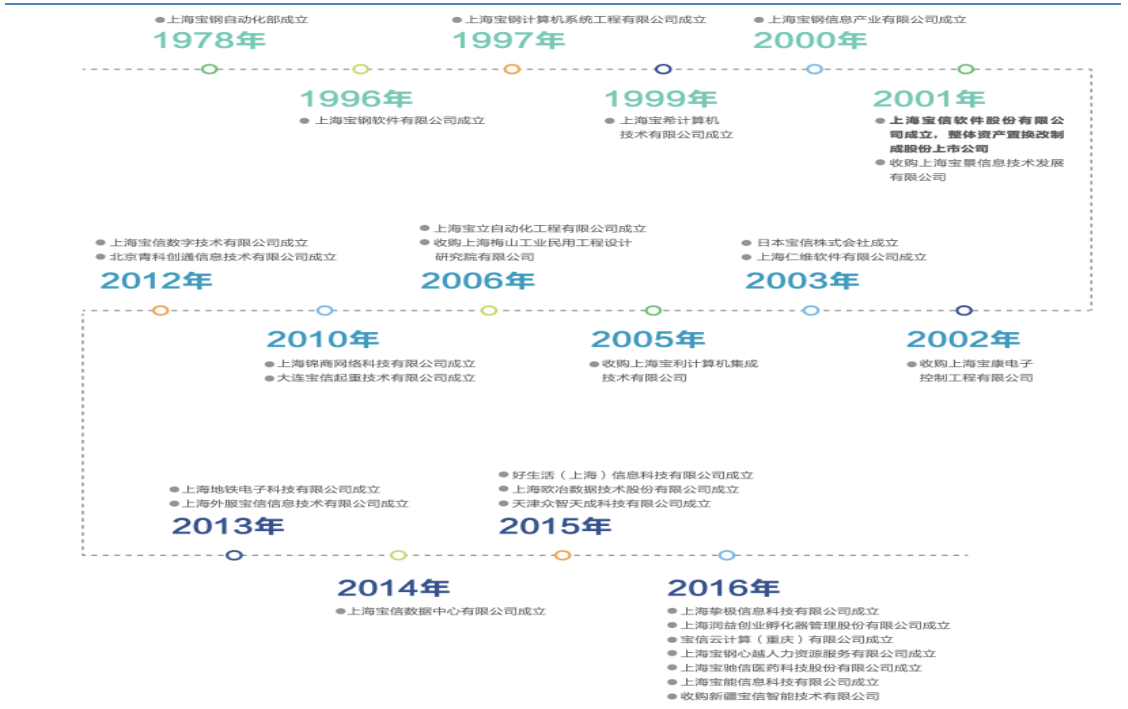 上海宝钢自动化部成立
1978年
1996年
上海宝钢软件有限公司成立
上海宝钢计算机系统工程有限公司成立
1997年
1999年
上海宝希计算机
技术有限公司成立
上海宝钢信息产业有限公司成立
2000年
2001年
上海宝信软件股份有限公
司成立，整体资产置换改制
成股份上市公司
收购上海宝景信息技术发展
有限公司
2002年
收购上海宝康电子
控制工程有限公司
日本宝信株式会社成立
上海仁维软件有限公司成立
2003年
2005年
收购上海宝利计算机集成
技术有限公司
上海宝立自动化工程有限公司成立
收购上海梅山工业民用工程设计
研究院有限公司
2006年
2010年
上海锦商网络科技有限公司成立
大连宝信起重技术有限公司成立
上海宝信数字技术有限公司成立
北京青科创通信息技术有限公司成立
2012年
上海地铁电子科技有限公司成立
上海外服宝信信息技术有限公司成立
2013年
2014年
上海宝信数据中心有限公司成立
好生活（上海）信息科技有限公司成立
上海欧冶数据技术股份有限公司成立
天津众智天成科技有限公司成立
2015年
2016年
上海挚极信息科技有限公司成立
上海润益创业孵化器管理股份有限公司成立
宝信云计算（重庆）有限公司成立
上海宝钢心越人力资源服务有限公司成立
上海宝驰信医药科技股份有限公司成立
上海宝能信息科技有限公司成立
收购新疆宝信智能技术有限公司